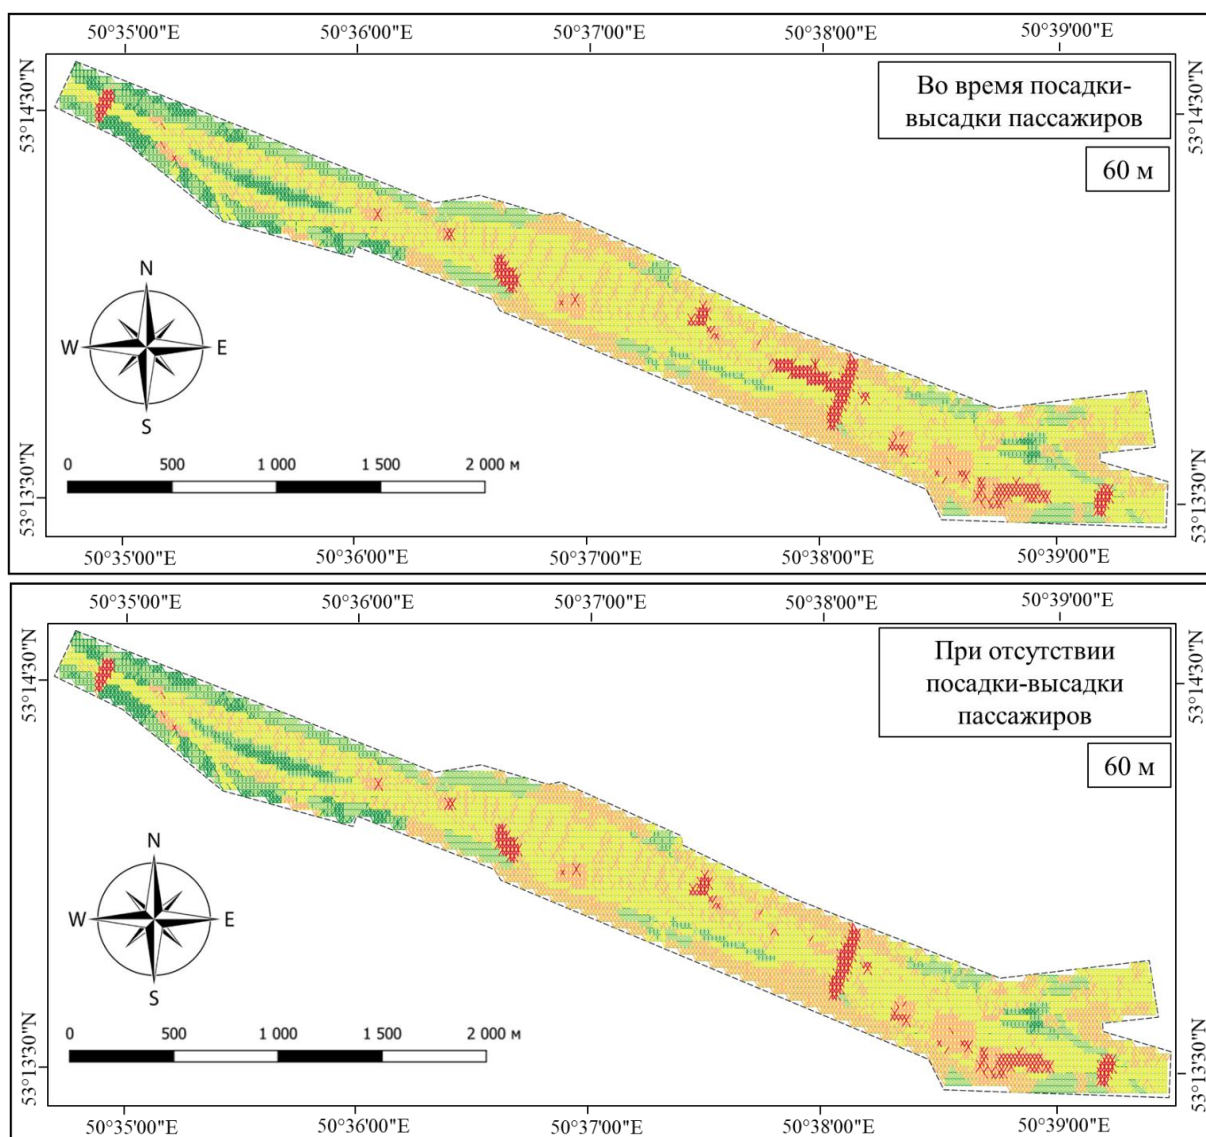 50°35'00"E 50°36'00"E 50°37'00"E 50°38'00"E 50°39'00"E
53°14'30"N
53°14'30"N
Во время посадки-
высадки пассажиров
60 м
N
W E
S
0 500 1 000 1 500 2 000 м
53°13'30"N
53°13'30"N
50°35'00"E 50°36'00"E 50°37'00"E 50°38'00"E 50°39'00"E
50°35'00"E 50°36'00"E 50°37'00"E 50°38'00"E 50°39'00"E
53°14'30"N
53°14'30"N
При отсутствии
посадки-высадки
пассажиров
60 м
N
W E
S
0 500 1 000 1 500 2 000 м
53°13'30"N
53°13'30"N
50°35'00"E 50°36'00"E 50°37'00"E 50°38'00"E 50°39'00"E